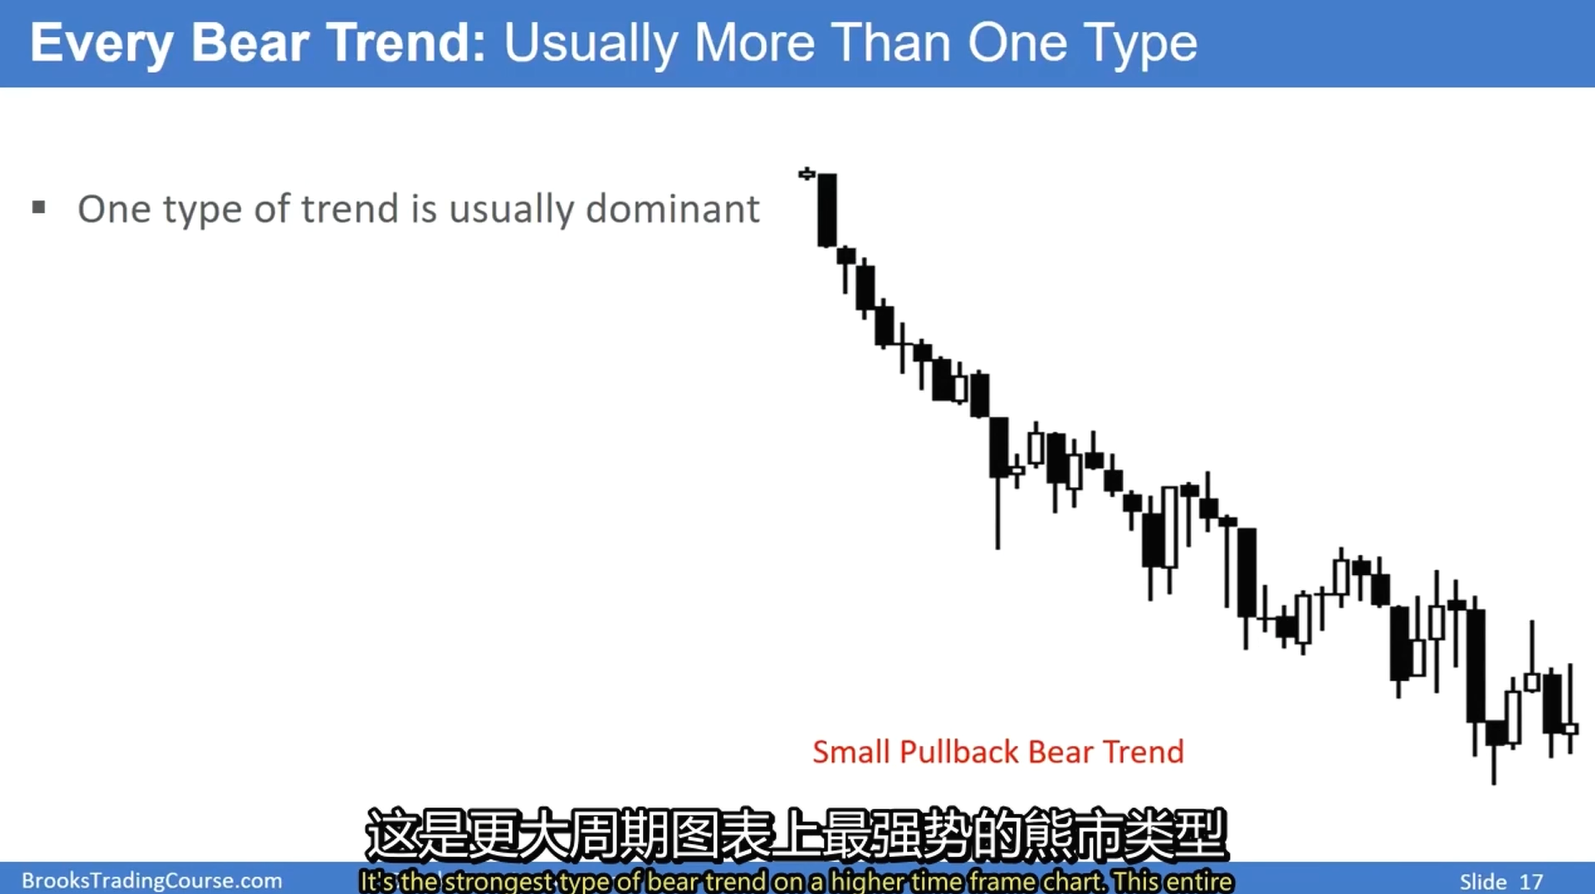 Every Bear Trend: Usually More Than One Type
▪ One type of trend is usually dominant
Small Pullback Bear Trend
这是更大周期图表上最强势的熊市类型
It's the strongest type of bear trend on a higher time frame chart. This entire
BrooksTradingCourse.com
Slide 17